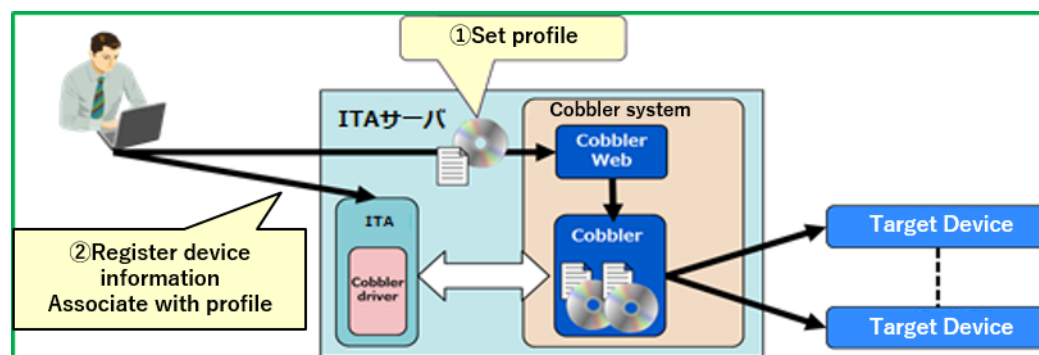 ①Set profile
ITAサーバ
Cobbler system
Cobbler
Web
ITA
Cobbler
driver
Cobbler
Target Device
Target Device
②Register device
information
Associate with profile